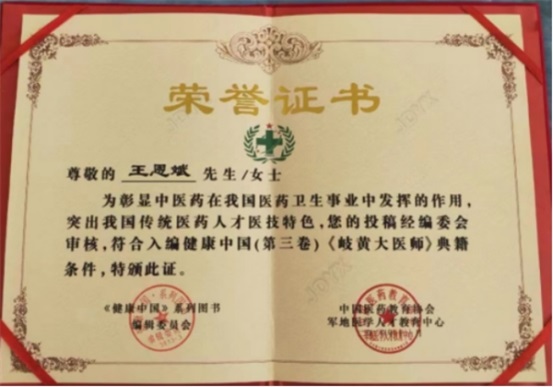 荣誉证书
尊敬的 王恩斌 先生/女士
为彰显中医药在我国医药卫生事业中发挥的作用,
突出我国传统医药人才医技特色,您的投稿经编委会
审核,符合入编健康中国(第三卷)《岐黄大医师》典籍
条件,特颁此证。
《健康中国》系列图书
编辑委员会
中国医药教育协会
军地医学人才教育中心